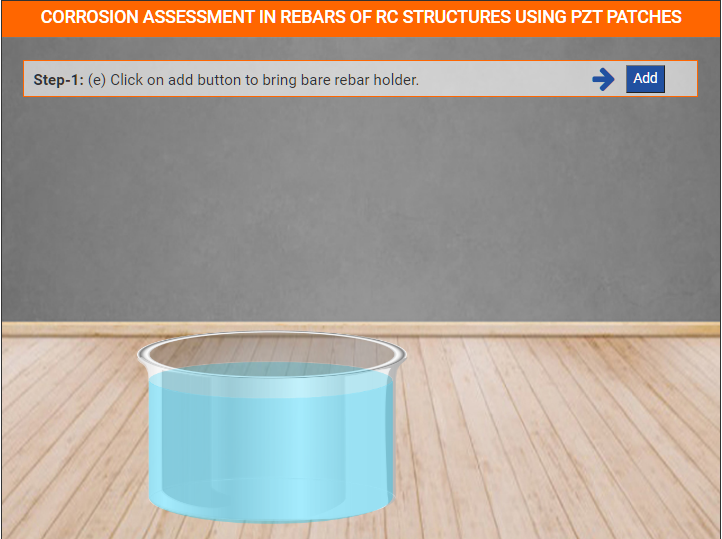 CORROSION ASSESSMENT IN REBARS OF RC STRUCTURES USING PZT PATCHES
Step-1: (e) Click on add button to bring bare rebar holder.
Add